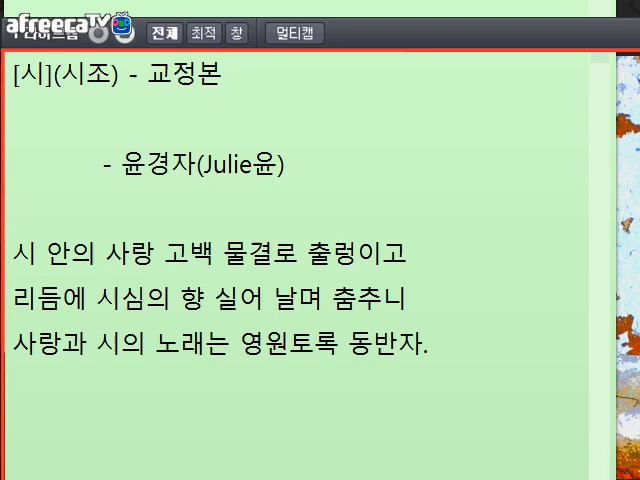 afreecaTV
전체 최적 창 멀티캠
[시](시조) - 교정본
- 윤경자(Julie윤)
시 안의 사랑 고백 물결로 출렁이고
리듬에 시심의 향 실어 날며 춤추니
사랑과 시의 노래는 영원토록 동반자.